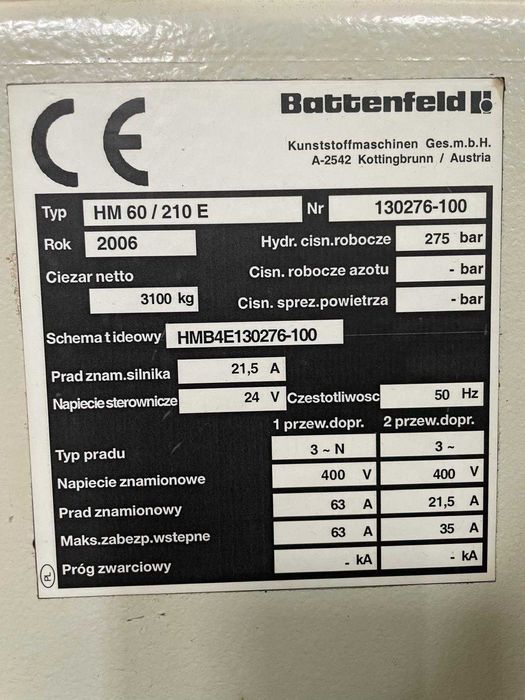 CE
Battenfeld
Kunststoffmaschinen Ges.m.b.H.
A-2542 Kottingbrunn / Austria
Typ HM 60 / 210 E Nr 130276-100
Rok 2006 Hydr. cisn.robocze 275 bar
Ciezar netto Cisn. robocze azotu - bar
3100 kg Cisn. sprez.powietrza - bar
Schemat ideowy HMB4E130276-100
Prad znam.silnika 21,5 A
Napiecie sterownicze 24 V Czestotliwosc 50 Hz
1 przew.dopr. 2 przew.dopr.
Typ pradu 3 ~ N 3 ~
Napiecie znamionowe 400 V 400 V
Prad znamionowy 63 A 21,5 A
Maks.zabezp.wstepne 63 A 35 A
Próg zwarciowy - kA - kA
PL